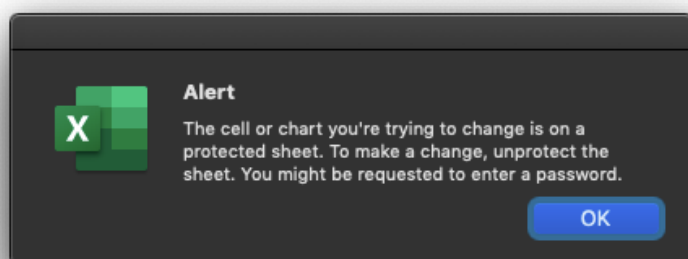 Alert
The cell or chart you're trying to change is on a
protected sheet. To make a change, unprotect the
sheet. You might be requested to enter a password.
X
OK